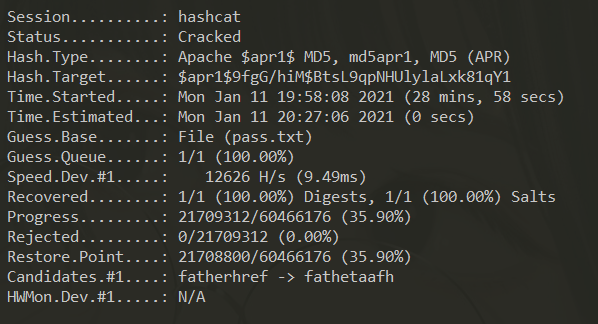 Session..........: hashcat
Status...........: Cracked
Hash.Type........: Apache $apr1$ MD5, md5apr1, MD5 (APR)
Hash.Target......: $apr1$9fgG/hiM$BtsL9qpNHUlylaLxk81qY1
Time.Started.....: Mon Jan 11 19:58:08 2021 (28 mins, 58 secs)
Time.Estimated...: Mon Jan 11 20:27:06 2021 (0 secs)
Guess.Base.......: File (pass.txt)
Guess.Queue......: 1/1 (100.00%)
Speed.Dev.#1.....:    12626 H/s (9.49ms)
Recovered........: 1/1 (100.00%) Digests, 1/1 (100.00%) Salts
Progress.........: 21709312/60466176 (35.90%)
Rejected.........: 0/21709312 (0.00%)
Restore.Point....: 21708800/60466176 (35.90%)
Candidates.#1....: fatherhref -> fathetaafh
HWMon.Dev.#1.....: N/A